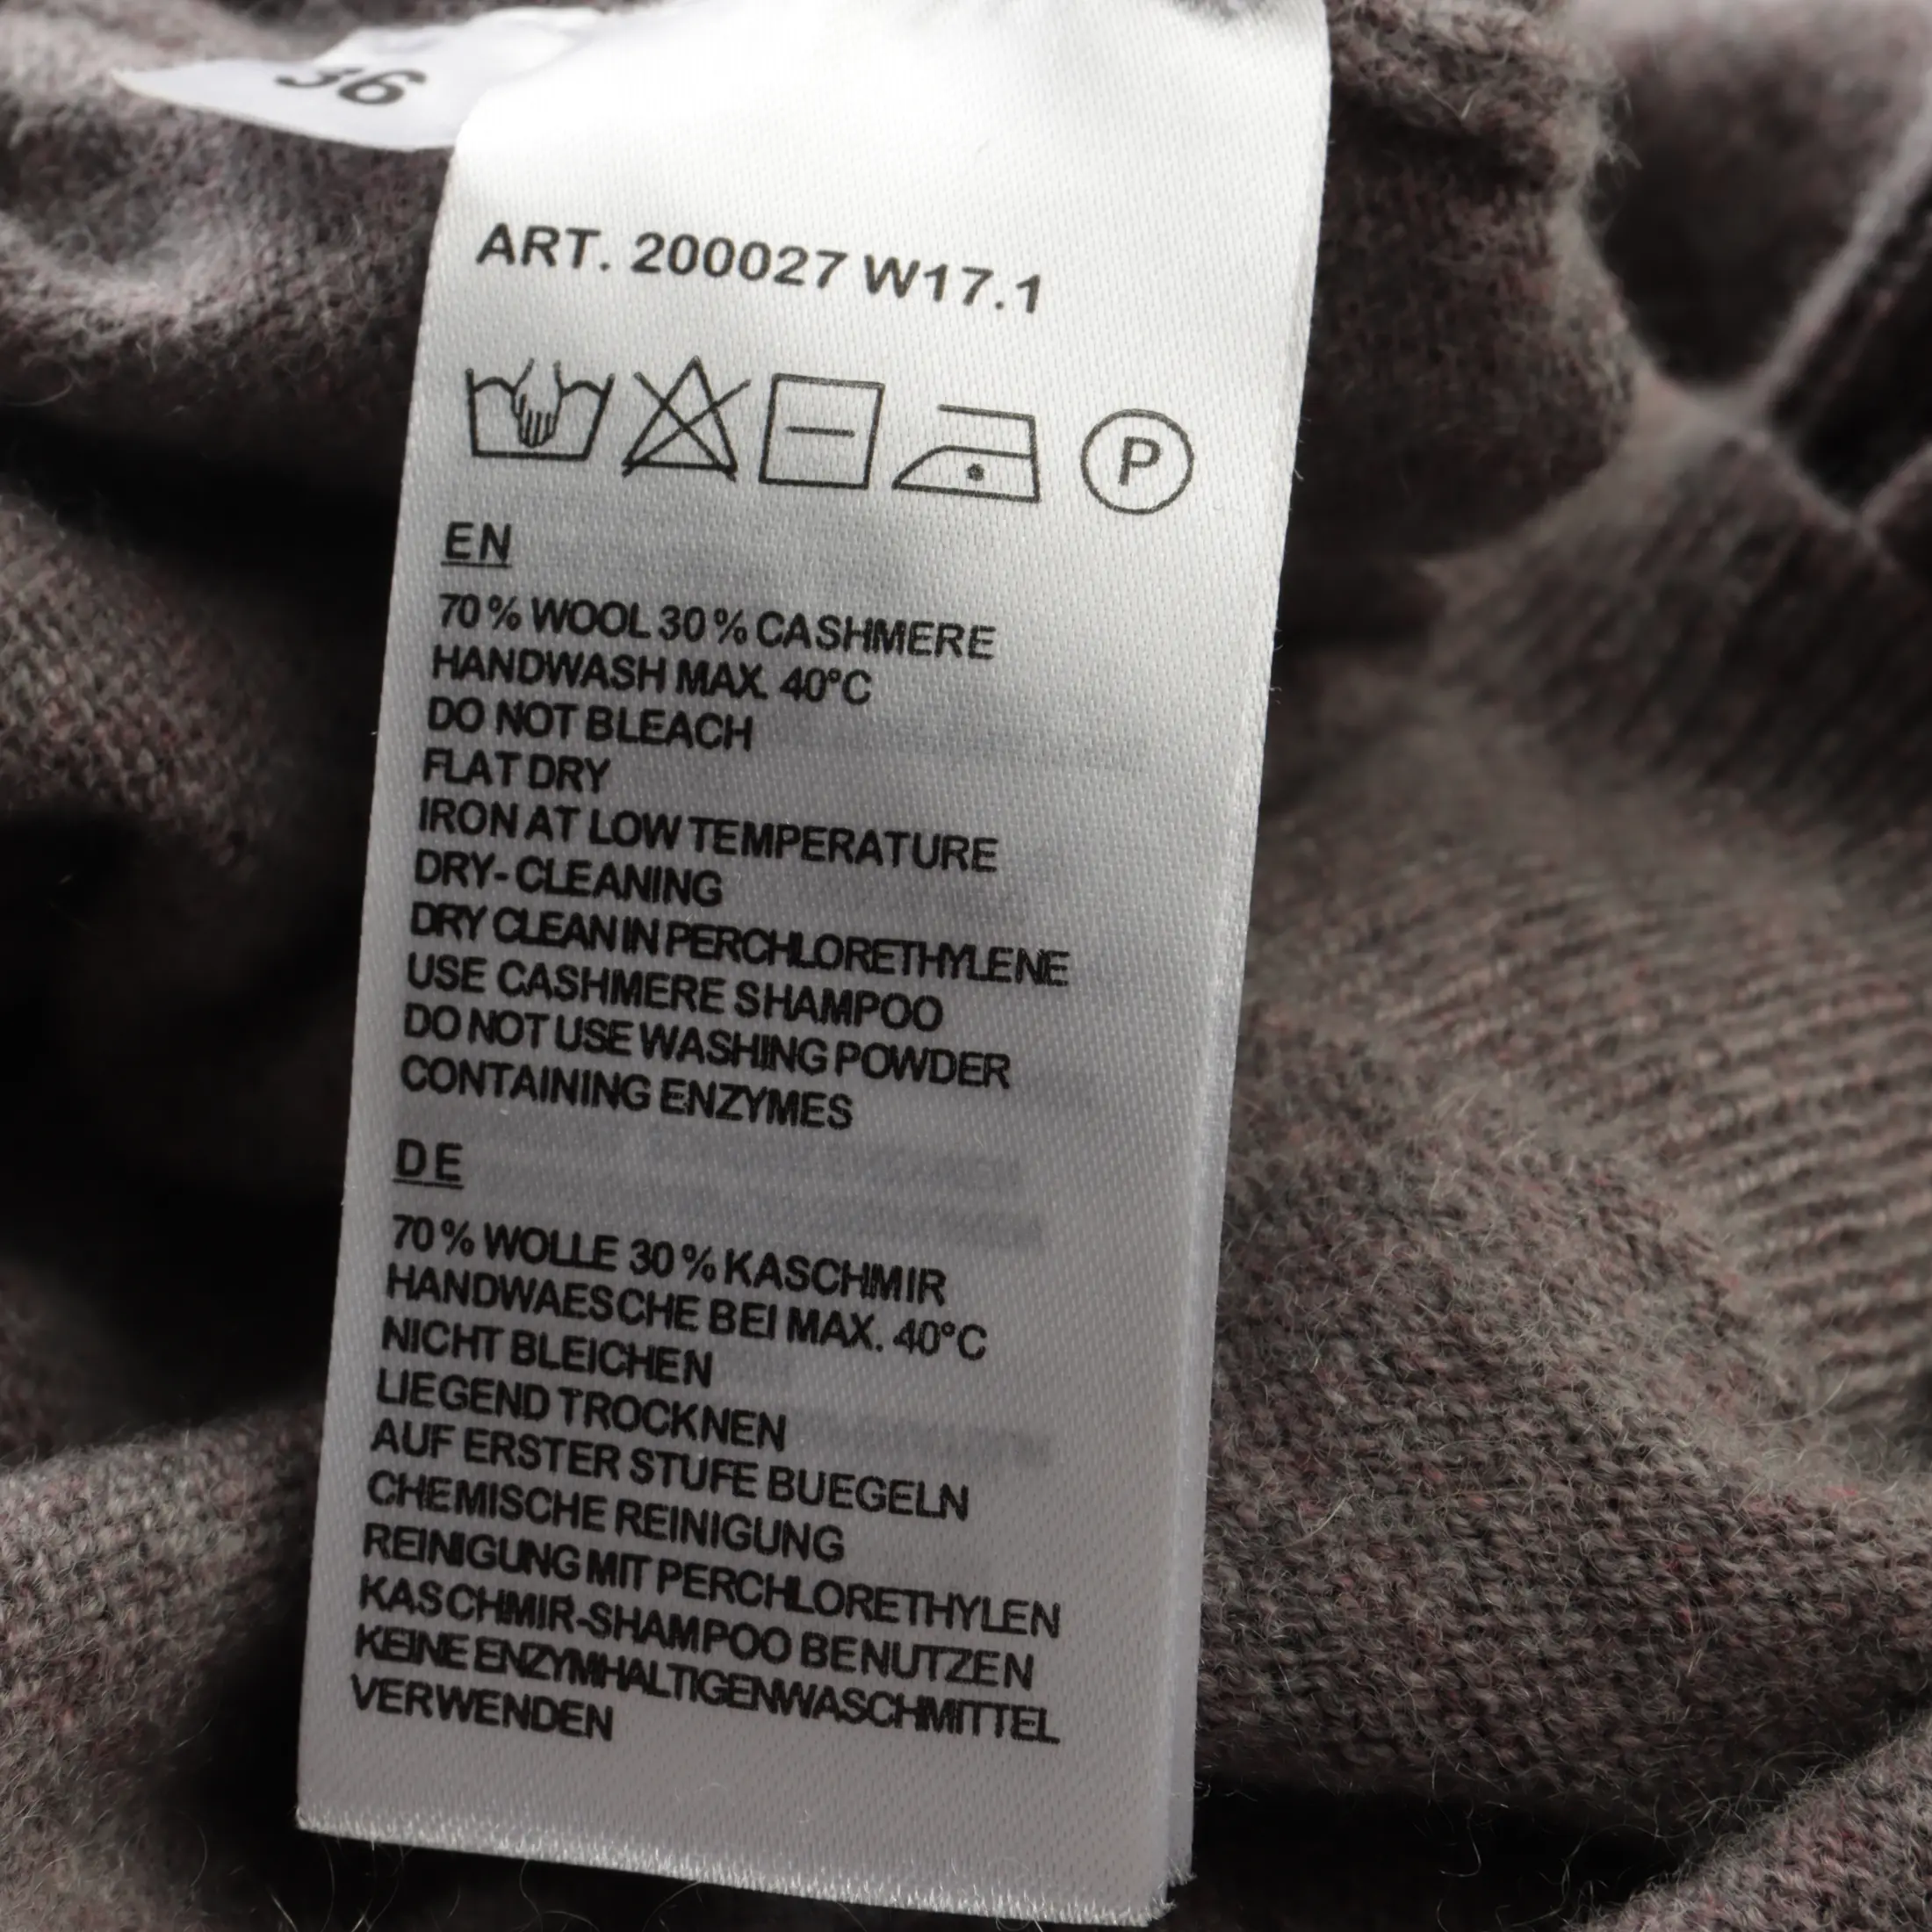 36
ART. 200027 W17.1
P
EN
70% WOOL 30% CASHMERE
HANDWASH MAX. 40°C
DO NOT BLEACH
FLAT DRY
IRON AT LOW TEMPERATURE
DRY-CLEANING
DRY CLEAN IN PERCHLORETHYLENE
USE CASHMERE SHAMPOO
DO NOT USE WASHING POWDER
CONTAINING ENZYMES
DE
70% WOLLE 30% KASCHMIR
HANDWAESCHE BEI MAX. 40°C
NICHT BLEICHEN
LIEGEND TROCKNEN
AUF ERSTER STUFE BUEGELN
CHEMISCHE REINIGUNG
REINIGUNG MIT PERCHLORETHYLEN
KASCHMIR-SHAMPOO BENUTZEN
KEINE ENZYMHALTIGEN WASCHMITTEL
VERWENDEN